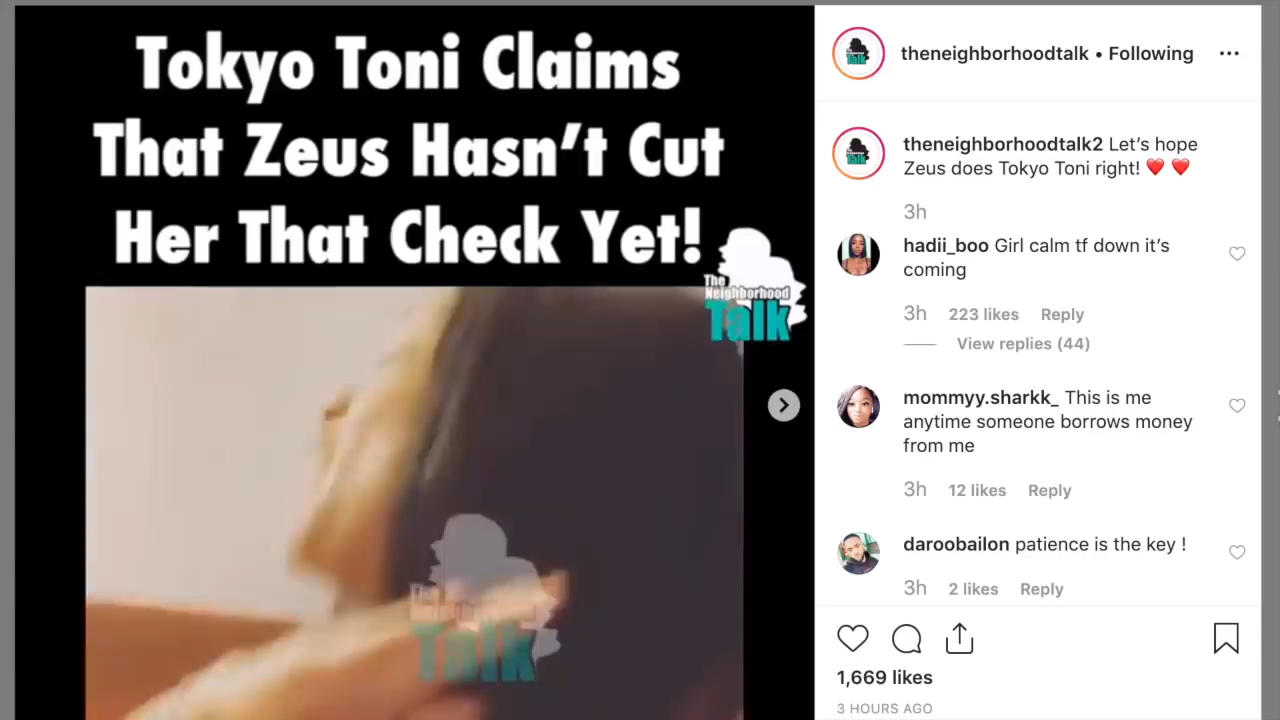 Tokyo Toni Claims
That Zeus Hasn't Cut
Her That Check Yet!
The
Neighborhood
Talk
Talk
theneighborhoodtalk • Following
theneighborhoodtalk2 Let's hope
Zeus does Tokyo Toni right! ❤️ ❤️
3h
hadii_boo Girl calm tf down it's
coming
3h 223 likes Reply
View replies (44)
mommyy.sharkk_ This is me
anytime someone borrows money
from me
3h 12 likes Reply
daroobailon patience is the key !
3h 2 likes Reply
1,669 likes
3 HOURS AGO